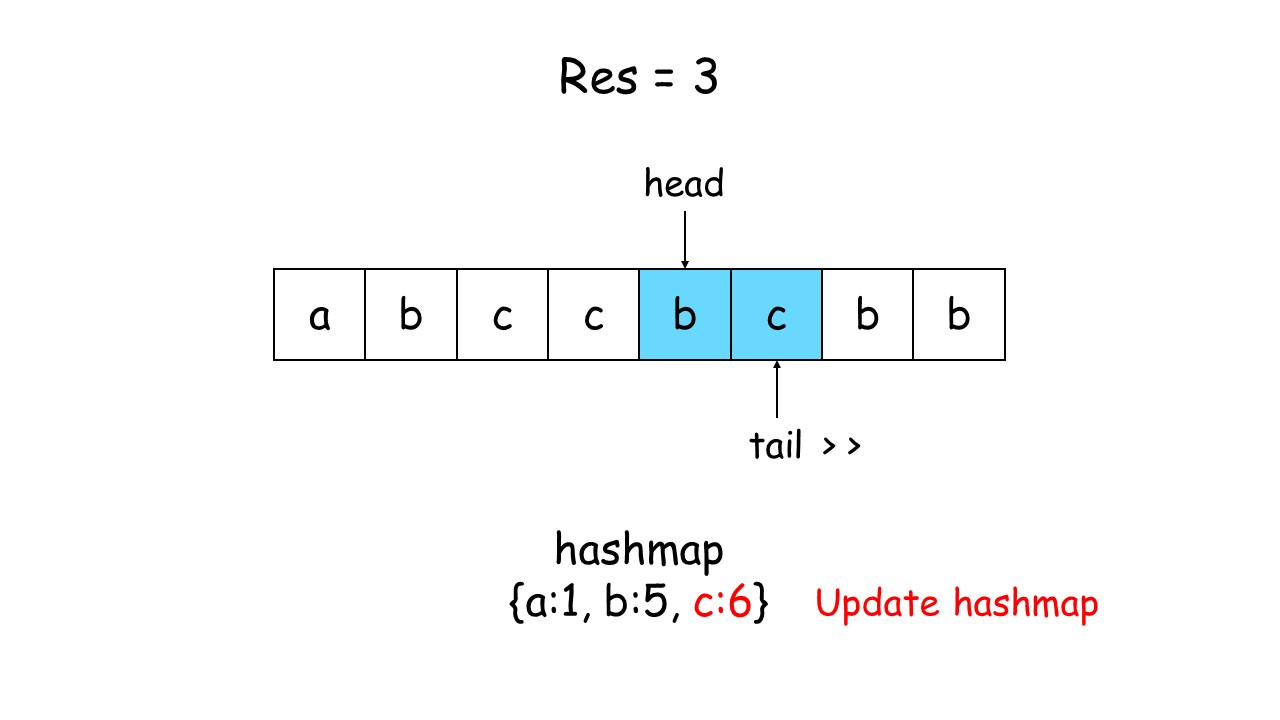 Res = 3
head
a b c c b c b b
tail >>
hashmap
{a:1, b:5, c:6} Update hashmap